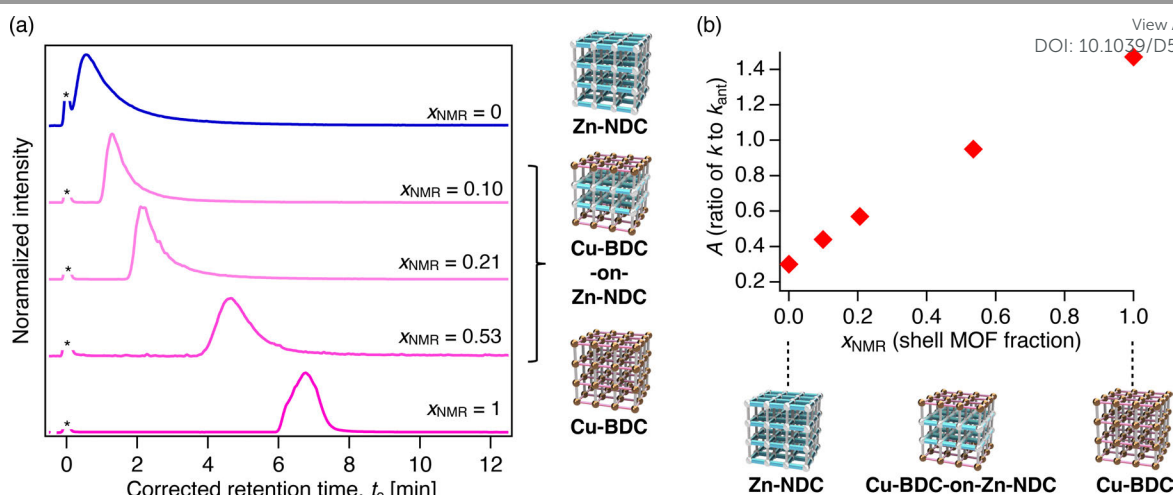 (a)
Noramalized intensity
*
xNMR = 0
*
xNMR = 0.10
*
xNMR = 0.21
*
xNMR = 0.53
*
xNMR = 1
0 2 4 6 8 10 12
Zn-NDC
Cu-BDC
-on-
Zn-NDC
Cu-BDC
(b)
View
DOI: 10.1039/D5
A (ratio of k to kant)
1.4
1.2
1.0
0.8
0.6
0.4
0.2
0.0 0.2 0.4 0.6 0.8 1.0
xNMR (shell MOF fraction)
Zn-NDC Cu-BDC-on-Zn-NDC Cu-BDC
Corrected retention time, [min]